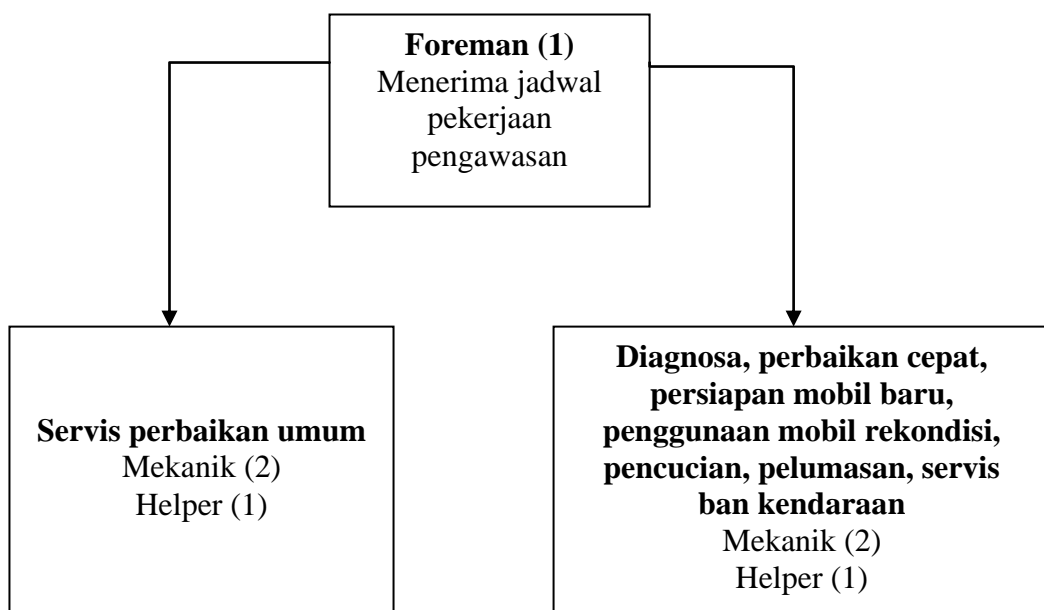 Foreman (1)
Menerima jadwal
pekerjaan
pengawasan
Servis perbaikan umum
Mekanik (2)
Helper (1)
Diagnosa, perbaikan cepat,
persiapan mobil baru,
penggunaan mobil rekondisi,
pencucian, pelumasan, servis
ban kendaraan
Mekanik (2)
Helper (1)